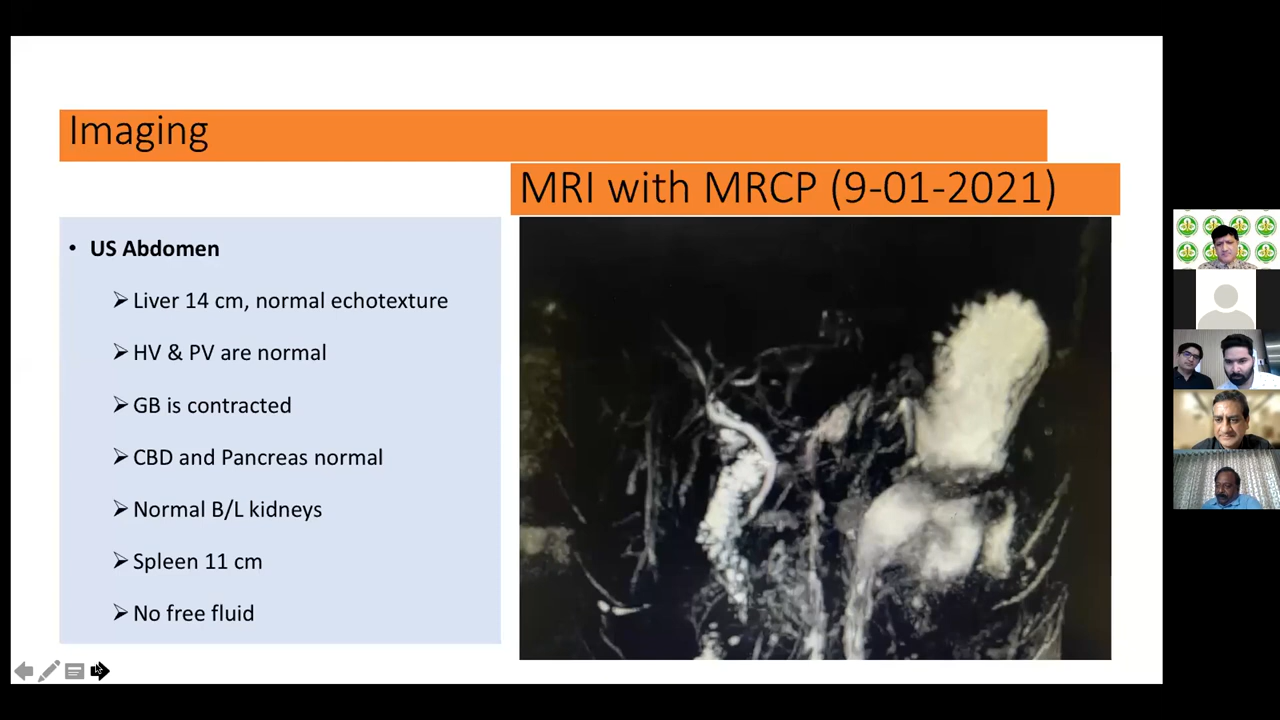 Imaging
MRI with MRCP (9-01-2021)
• US Abdomen
➢ Liver 14 cm, normal echotexture
➢ HV & PV are normal
➢ GB is contracted
➢ CBD and Pancreas normal
➢ Normal B/L kidneys
➢ Spleen 11 cm
➢ No free fluid